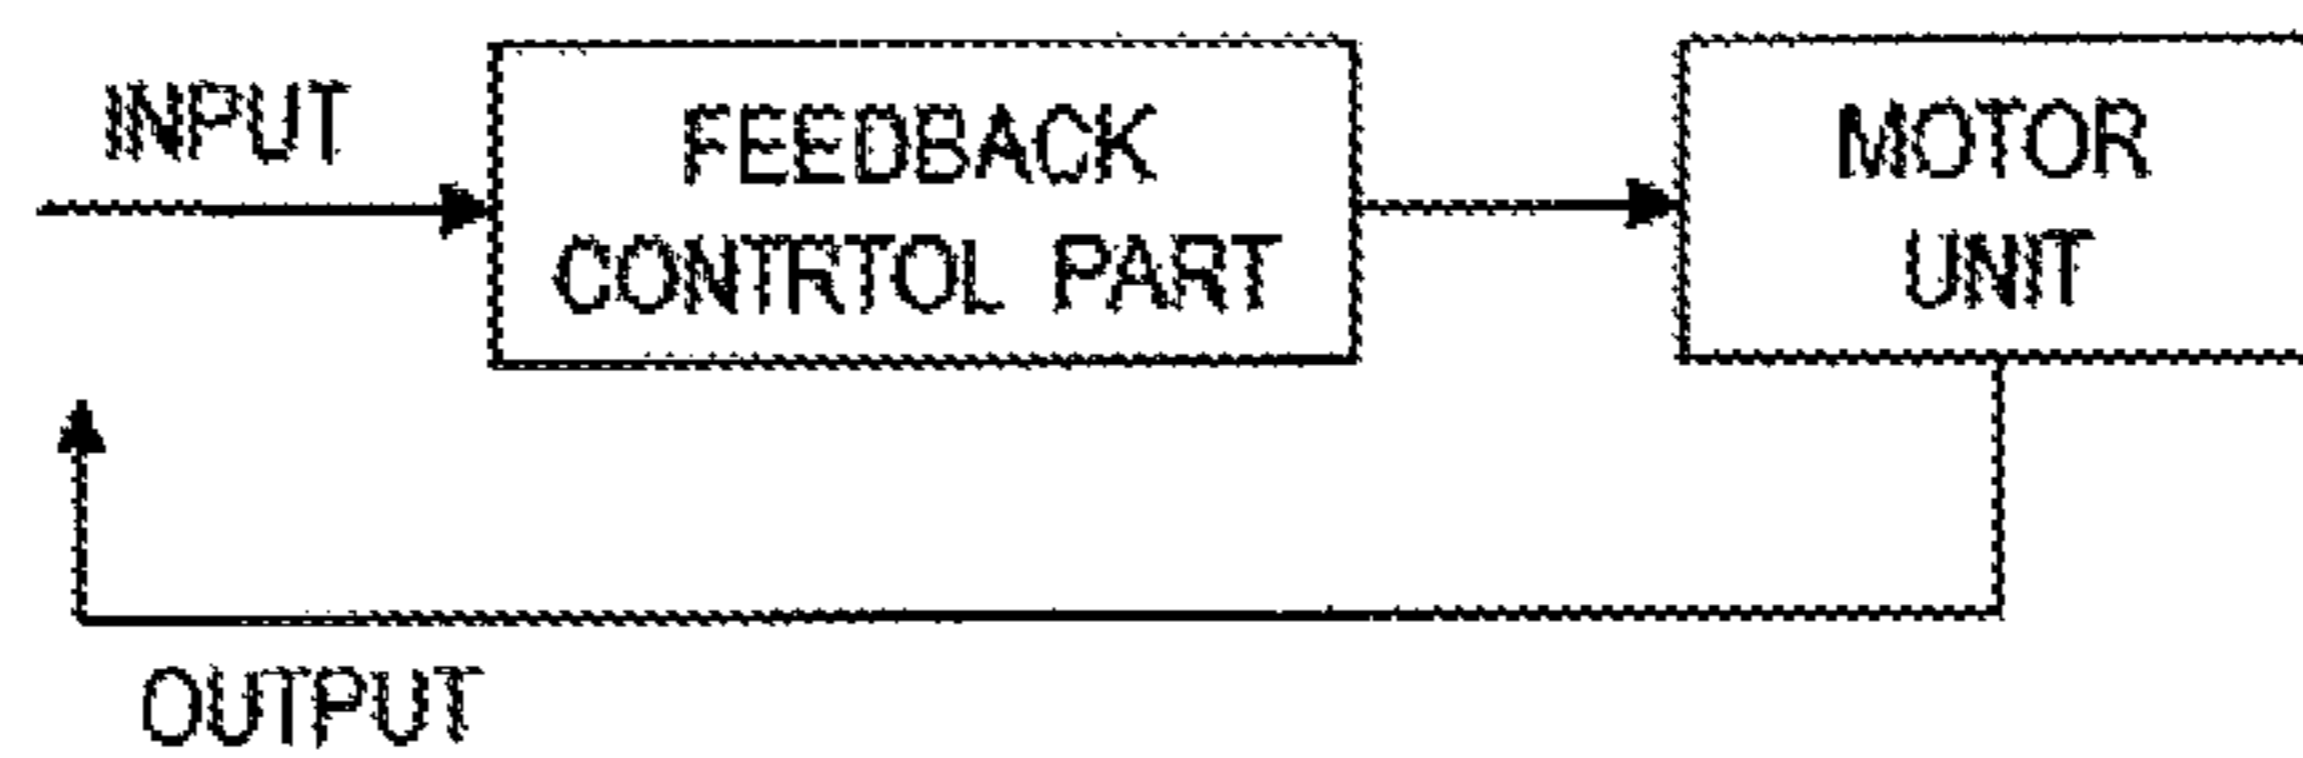 INPUT
FEEDBACK
CONTRTOL PART
MOTOR
UNIT
OUTPUT